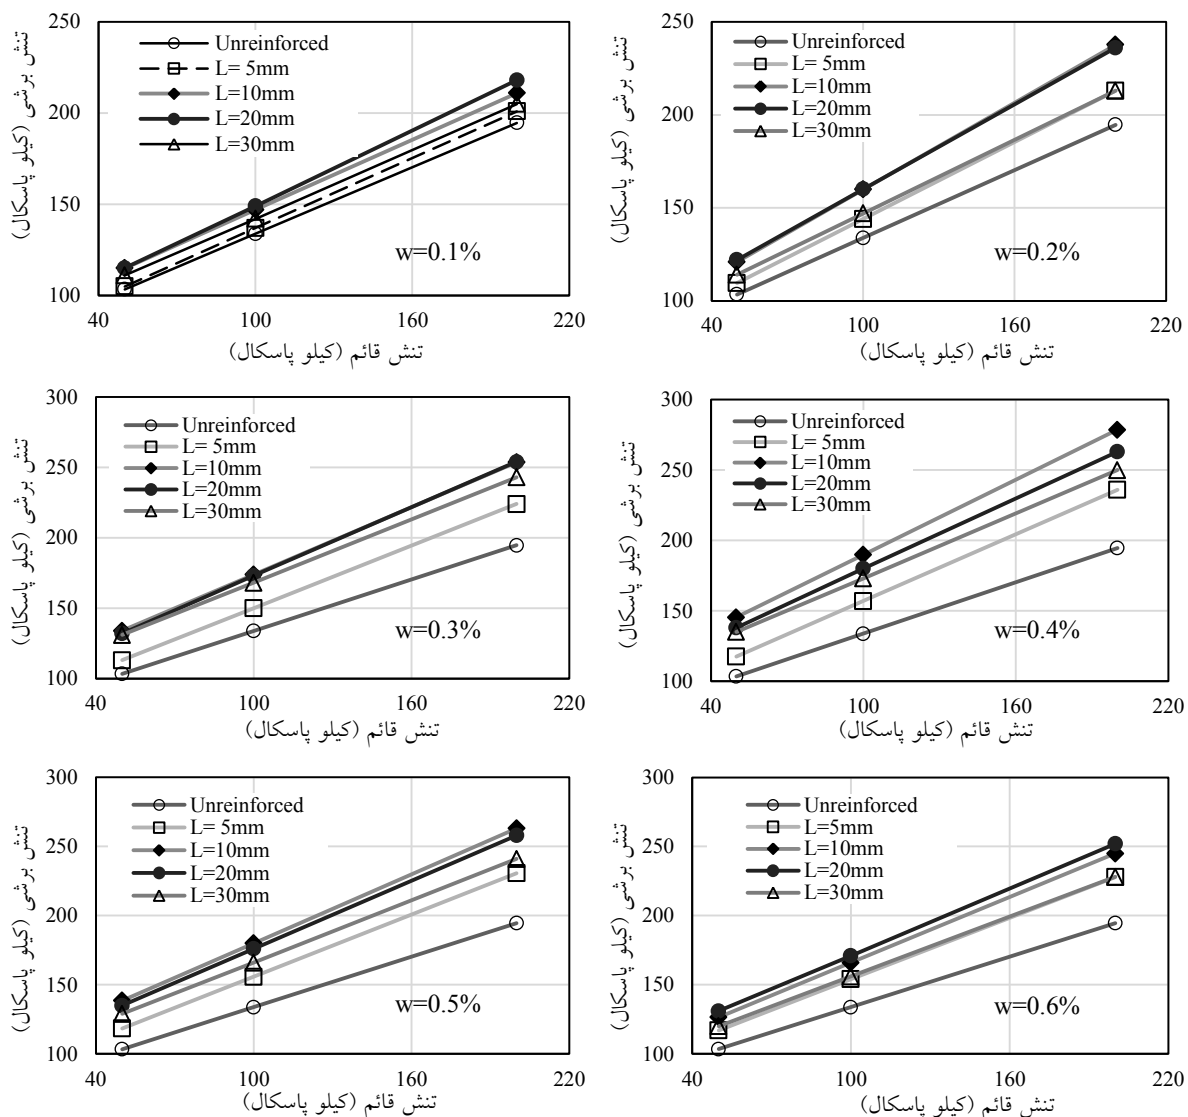 250
200
150
100
تنش برشی (کیلو پاسکال)
Unreinforced
L= 5mm
L=10mm
L=20mm
L=30mm
w=0.1%
40 100 160 220
تنش قائم (کیلو پاسکال)
250
200
150
100
تنش برشی (کیلو پاسکال)
Unreinforced
L= 5mm
L=10mm
L=20mm
L=30mm
w=0.2%
40 100 160 220
تنش قائم (کیلو پاسکال)
300
250
200
150
100
تنش برشی (کیلو پاسکال)
Unreinforced
L= 5mm
L=10mm
L=20mm
L=30mm
w=0.3%
40 100 160 220
تنش قائم (کیلو پاسکال)
300
250
200
150
100
تنش برشی (کیلو پاسکال)
Unreinforced
L= 5mm
L=10mm
L=20mm
L=30mm
w=0.4%
40 100 160 220
تنش قائم (کیلو پاسکال)
300
250
200
150
100
تنش برشی (کیلو پاسکال)
Unreinforced
L= 5mm
L=10mm
L=20mm
L=30mm
w=0.5%
40 100 160 220
تنش قائم (کیلو پاسکال)
300
250
200
150
100
تنش برشی (کیلو پاسکال)
Unreinforced
L=5mm
L=10mm
L=20mm
L=30mm
w=0.6%
40 100 160 220
تنش قائم (کیلو پاسکال)